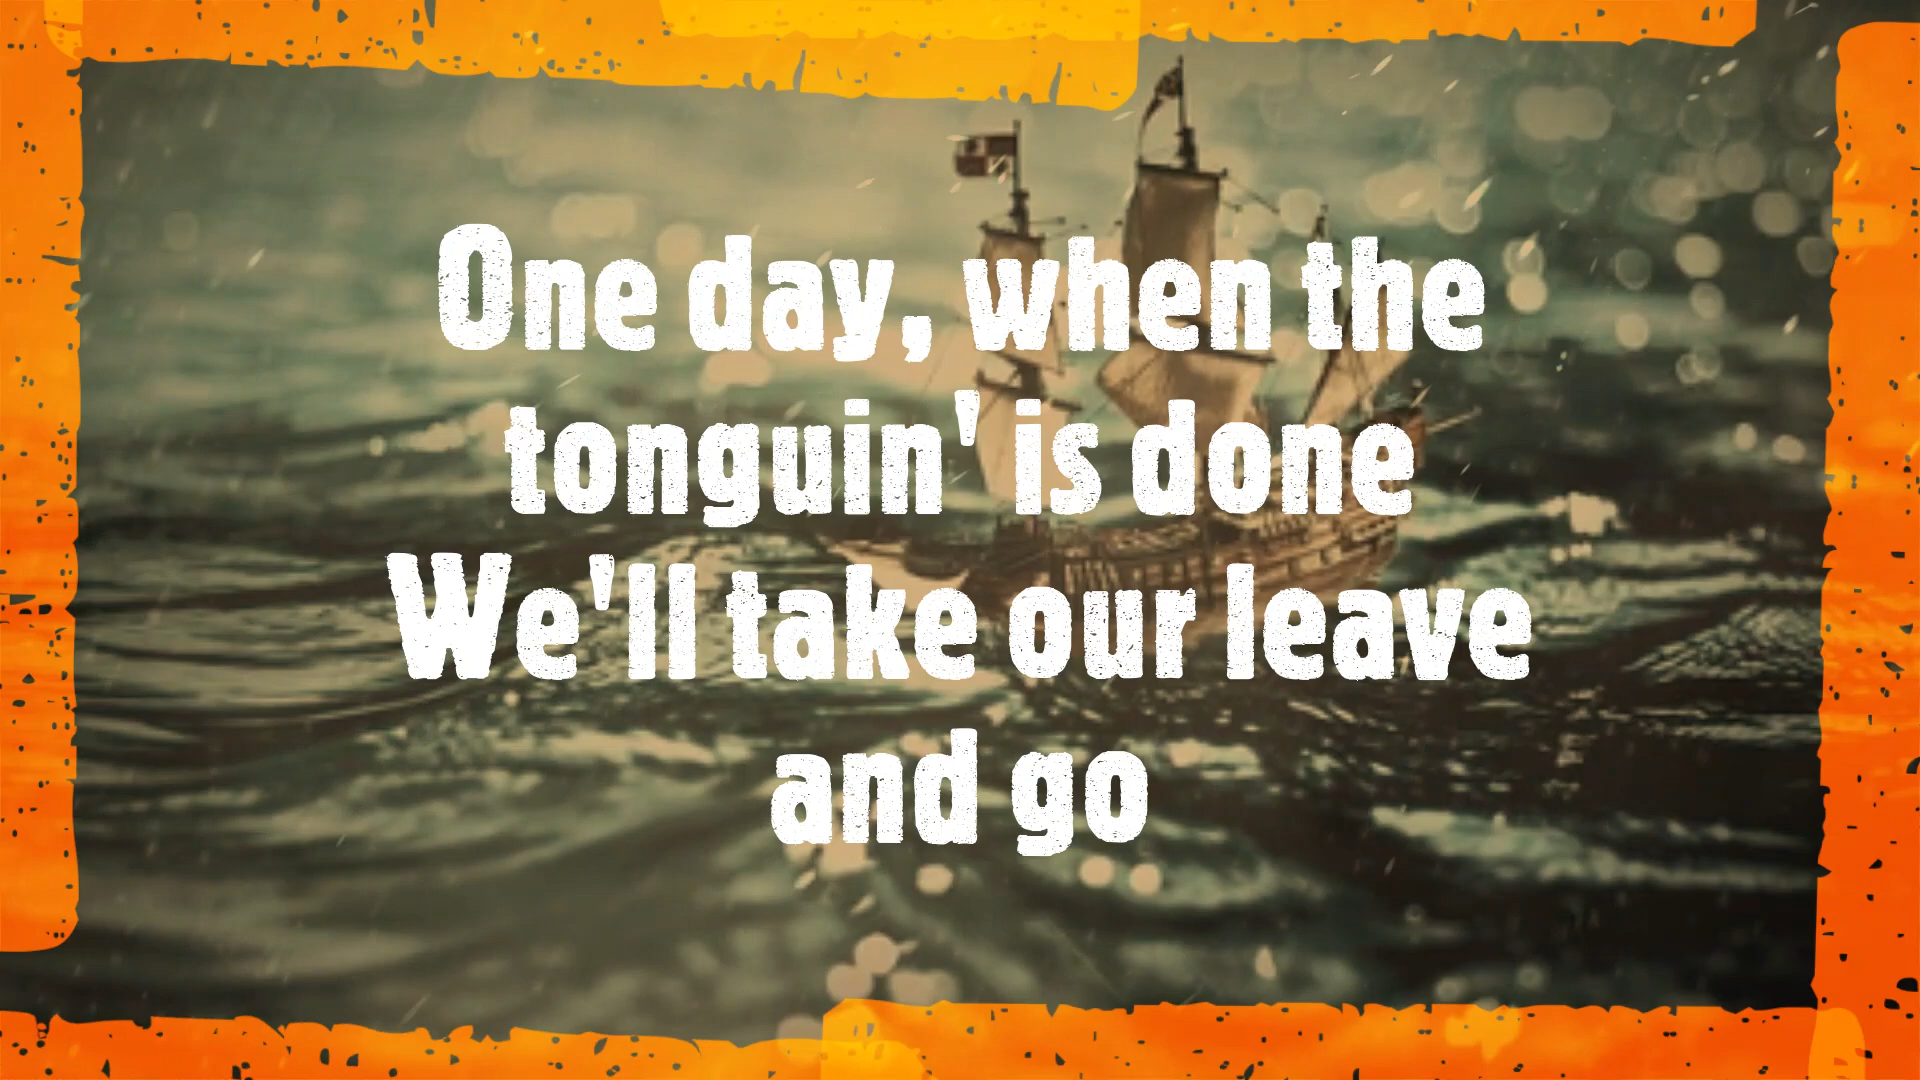 One day, when the
tonguin' is done
We'll take our leave
and go